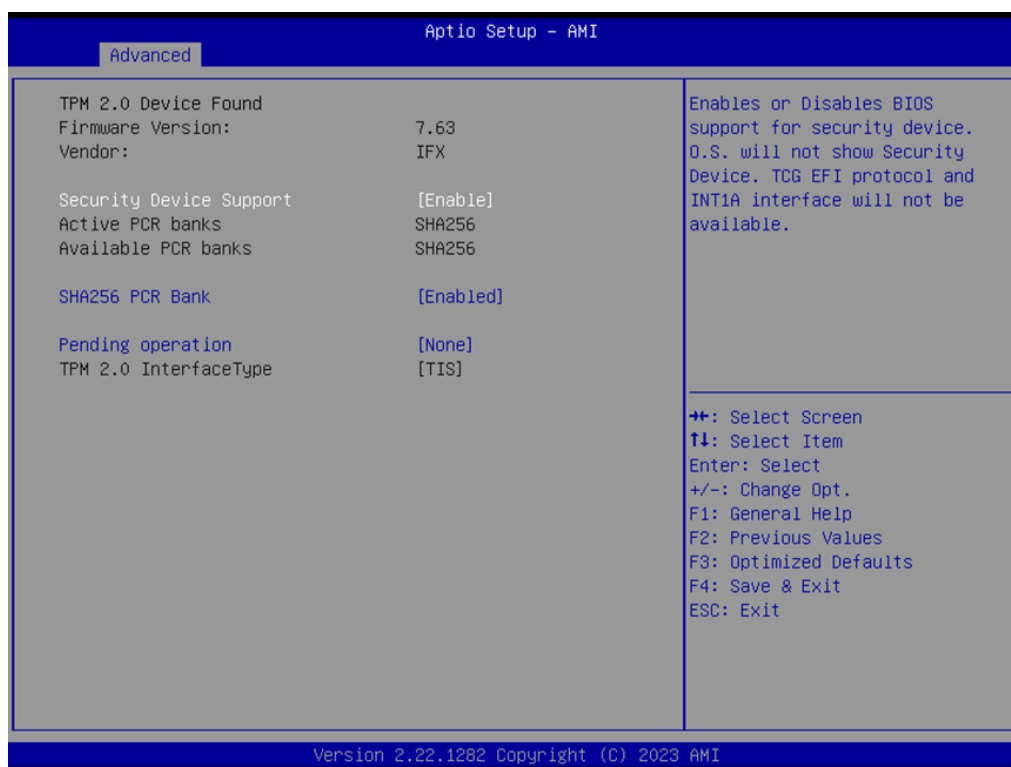 Aptio Setup – AMI
Advanced
TPM 2.0 Device Found
Firmware Version: 7.63
Vendor: IFX
Security Device Support [Enable]
Active PCR banks SHA256
Available PCR banks SHA256
SHA256 PCR Bank [Enabled]
Pending operation [None]
TPM 2.0 InterfaceType [TIS]
Enables or Disables BIOS
support for security device.
O.S. will not show Security
Device. TCG EFI protocol and
INT1A interface will not be
available.
→←: Select Screen
↑↓: Select Item
Enter: Select
+/-: Change Opt.
F1: General Help
F2: Previous Values
F3: Optimized Defaults
F4: Save & Exit
ESC: Exit
Version 2.22.1282 Copyright (C) 2023 AMI